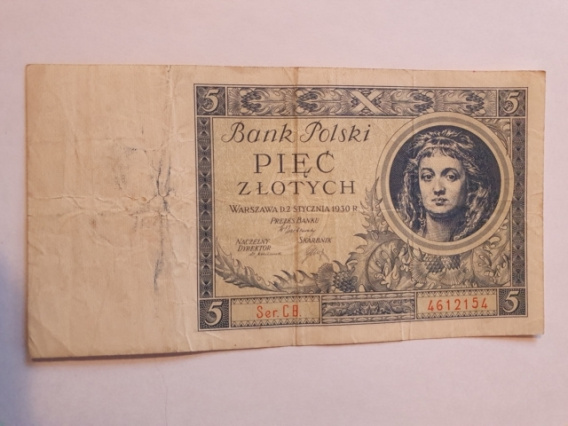 5 5
Bank Polski
PIĘĆ
ZŁOTYCH
WARSZAWA D. 2 STYCZNIA 1930 R.
PREZES BANKU
NACZELNY SKARBNIK
DYREKTOR
5 Ser. CB. 4612154 5